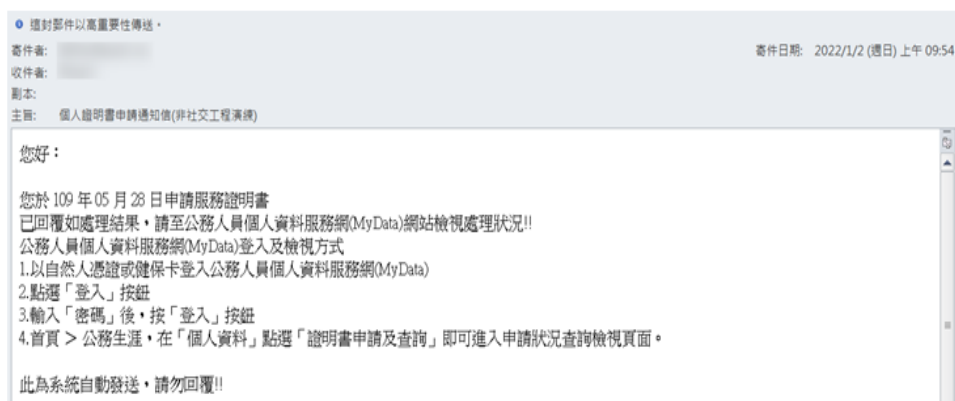 這封郵件以高重要性傳送。
寄件者:
寄件日期: 2022/1/2 (週日) 上午 09:54
收件者:
副本:
主旨: 個人證明書申請通知信(非社交工程演練)
您好：
您於 109 年 05 月 28 日申請服務證明書
已回覆如處理結果，請至公務人員個人資料服務網(MyData)網站檢視處理狀況!!
公務人員個人資料服務網(MyData)登入及檢視方式
1.以自然人憑證或健保卡登入公務人員個人資料服務網(MyData)
2.點選「登入」按鈕
3.輸入「密碼」後，按「登入」按鈕
4.首頁 > 公務生涯，在「個人資料」點選「證明書申請及查詢」即可進入申請狀況查詢檢視頁面。
此為系統自動發送，請勿回覆!!